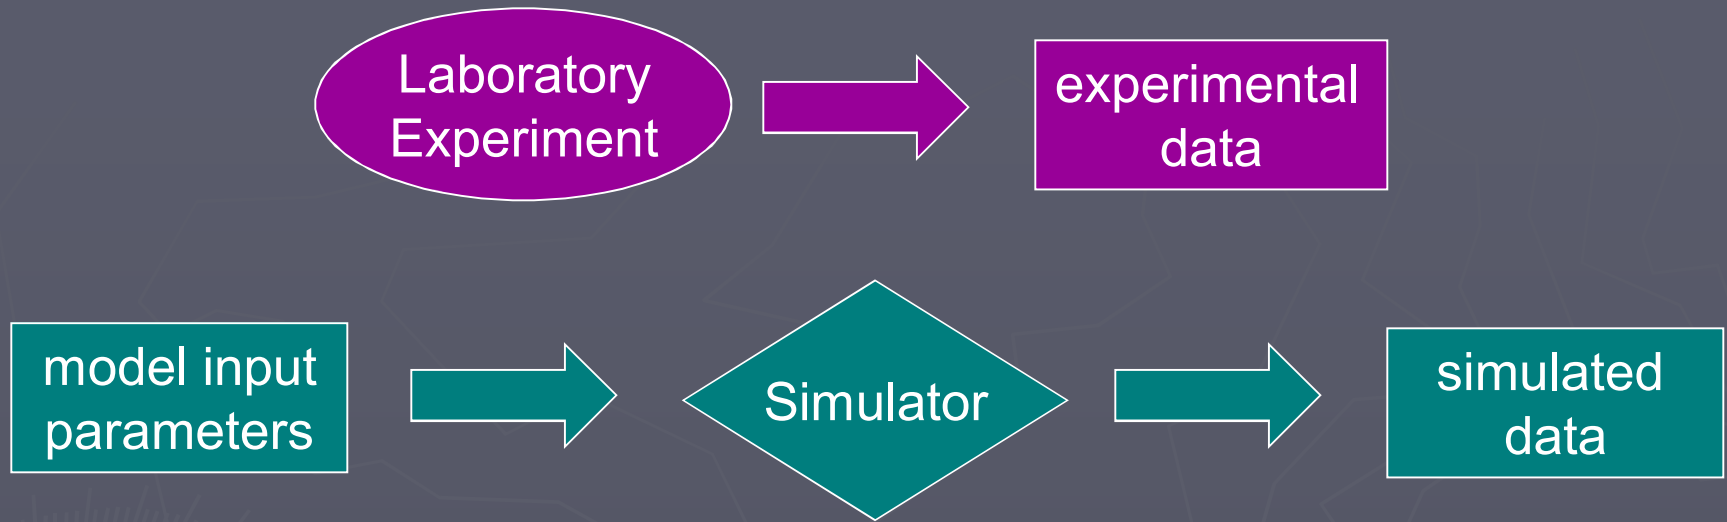 Laboratory
Experiment
experimental
data
model input
parameters
Simulator
simulated
data